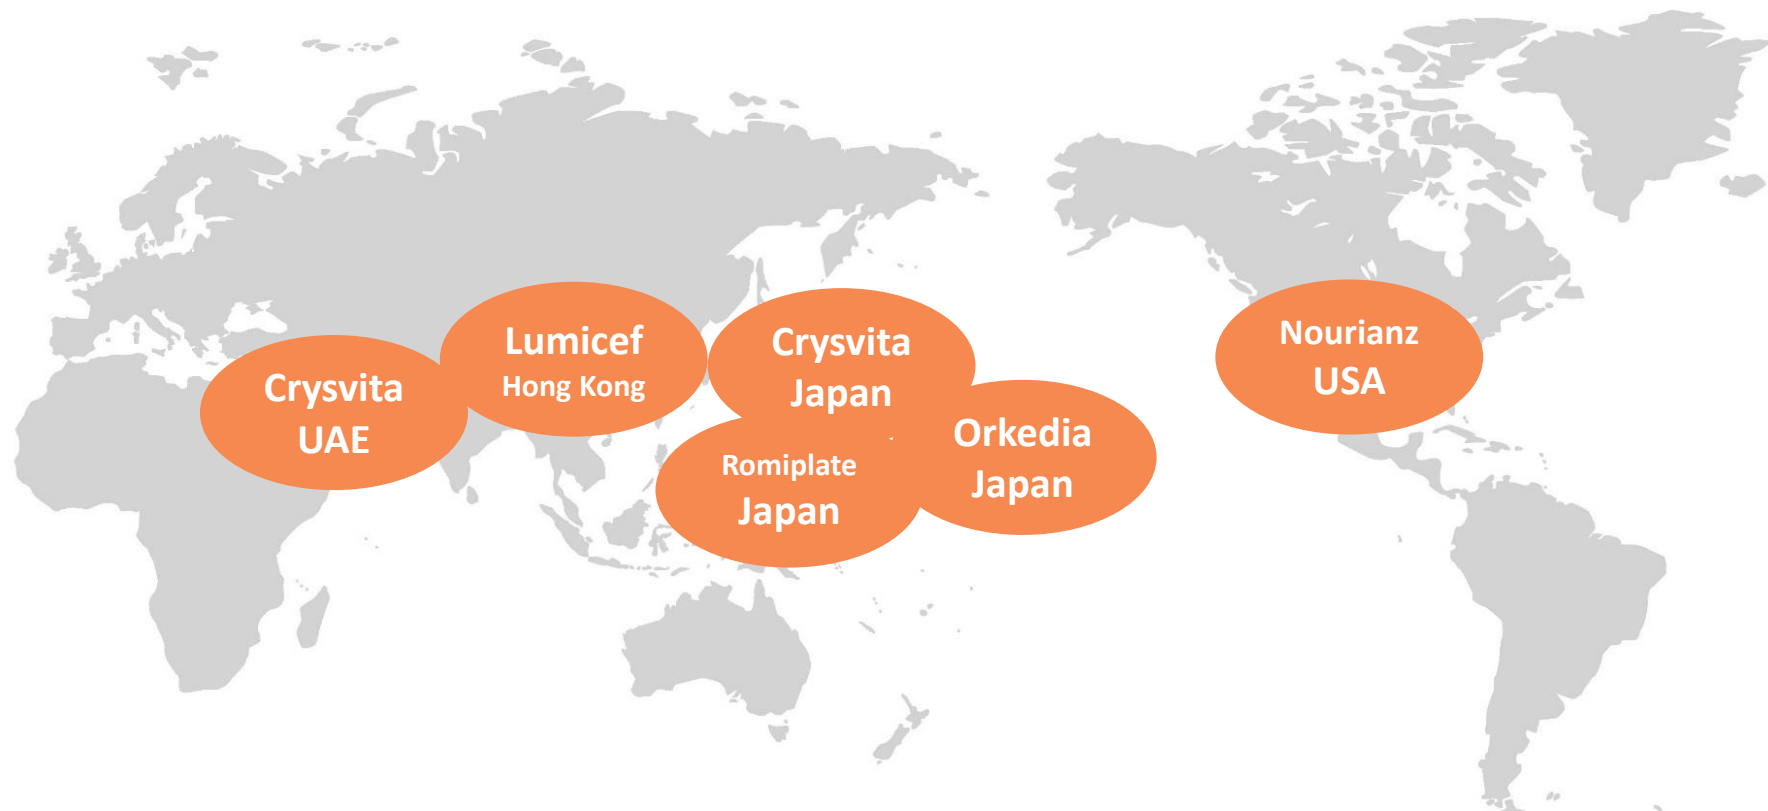 Crysvita
UAE
Lumicef
Hong Kong
Crysvita
Japan
Romiplate
Japan
Orkedia
Japan
Nourianz
USA